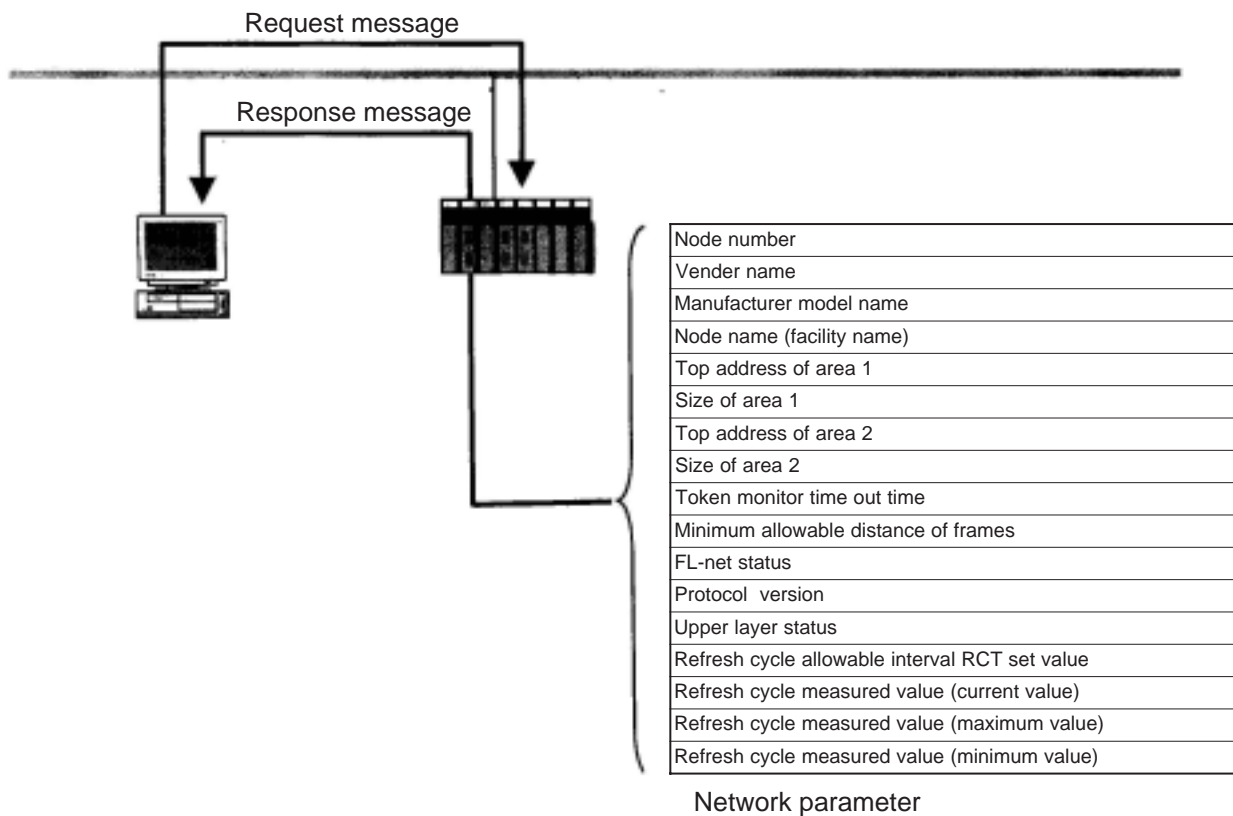 Request message
Response message
Node number
Vender name
Manufacturer model name
Node name (facility name)
Top address of area 1
Size of area 1
Top address of area 2
Size of area 2
Token monitor time out time
Minimum allowable distance of frames
FL-net status
Protocol  version
Upper layer status
Refresh cycle allowable interval RCT set value
Refresh cycle measured value (current value)
Refresh cycle measured value (maximum value)
Refresh cycle measured value (minimum value)
Network parameter